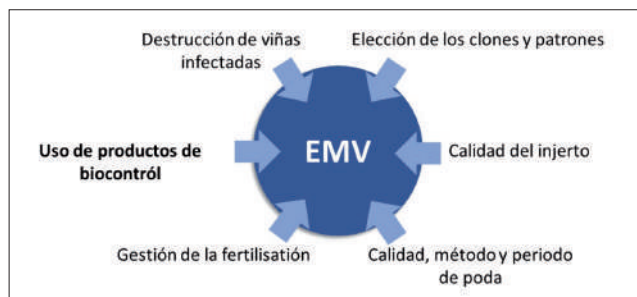 Destrucción de viñas
infectadas
Elección de los clones y patrones
Uso de productos de
biocontról
EMV
Calidad del injerto
Gestión de la fertilisatión
Calidad, método y periodo
de poda